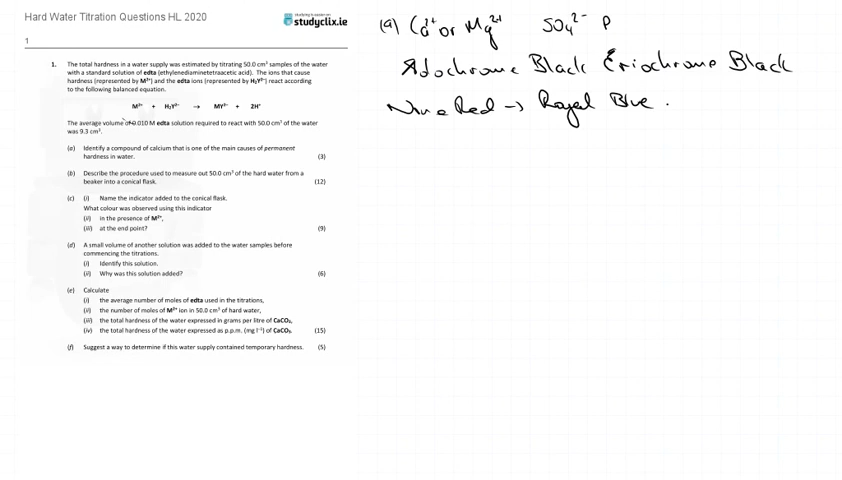 Hard Water Titration Questions HL 2020
studyclix.ie
1
1. The total hardness in a water supply was estimated by titrating 50.0 cm³ samples of the water
with a standard solution of edta (ethylenediaminetetraacetic acid). The ions that cause
hardness (represented by M²⁺) and the edta ions (represented by H₂Y²⁻) react according
to the following balanced equation.
M²⁺ + H₂Y²⁻ → MY²⁻ + 2H⁺
The average volume of 0.010 M edta solution required to react with 50.0 cm³ of the water
was 9.3 cm³.
(a) Identify a compound of calcium that is one of the main causes of permanent
hardness in water. (3)
(b) Describe the procedure used to measure out 50.0 cm³ of the hard water from a
beaker into a conical flask. (12)
(c) (i) Name the indicator added to the conical flask.
What colour was observed using this indicator
(ii) in the presence of M²⁺,
(iii) at the end point? (9)
(d) A small volume of another solution was added to the water samples before
commencing the titrations.
(i) Identify this solution.
(ii) Why was this solution added? (6)
(e) Calculate
(i) the average number of moles of edta used in the titrations,
(ii) the number of moles of M²⁺ ion in 50.0 cm³ of hard water,
(iii) the total hardness of the water expressed in grams per litre of CaCO₃,
(iv) the total hardness of the water expressed as p.p.m. (mg l⁻¹) of CaCO₃. (15)
(f) Suggest a way to determine if this water supply contained temporary hardness. (5)
(a) Ca²⁺ or Mg²⁺ SO₄²⁻ P
Black Eriochrome Black
Red → Royal Blue.